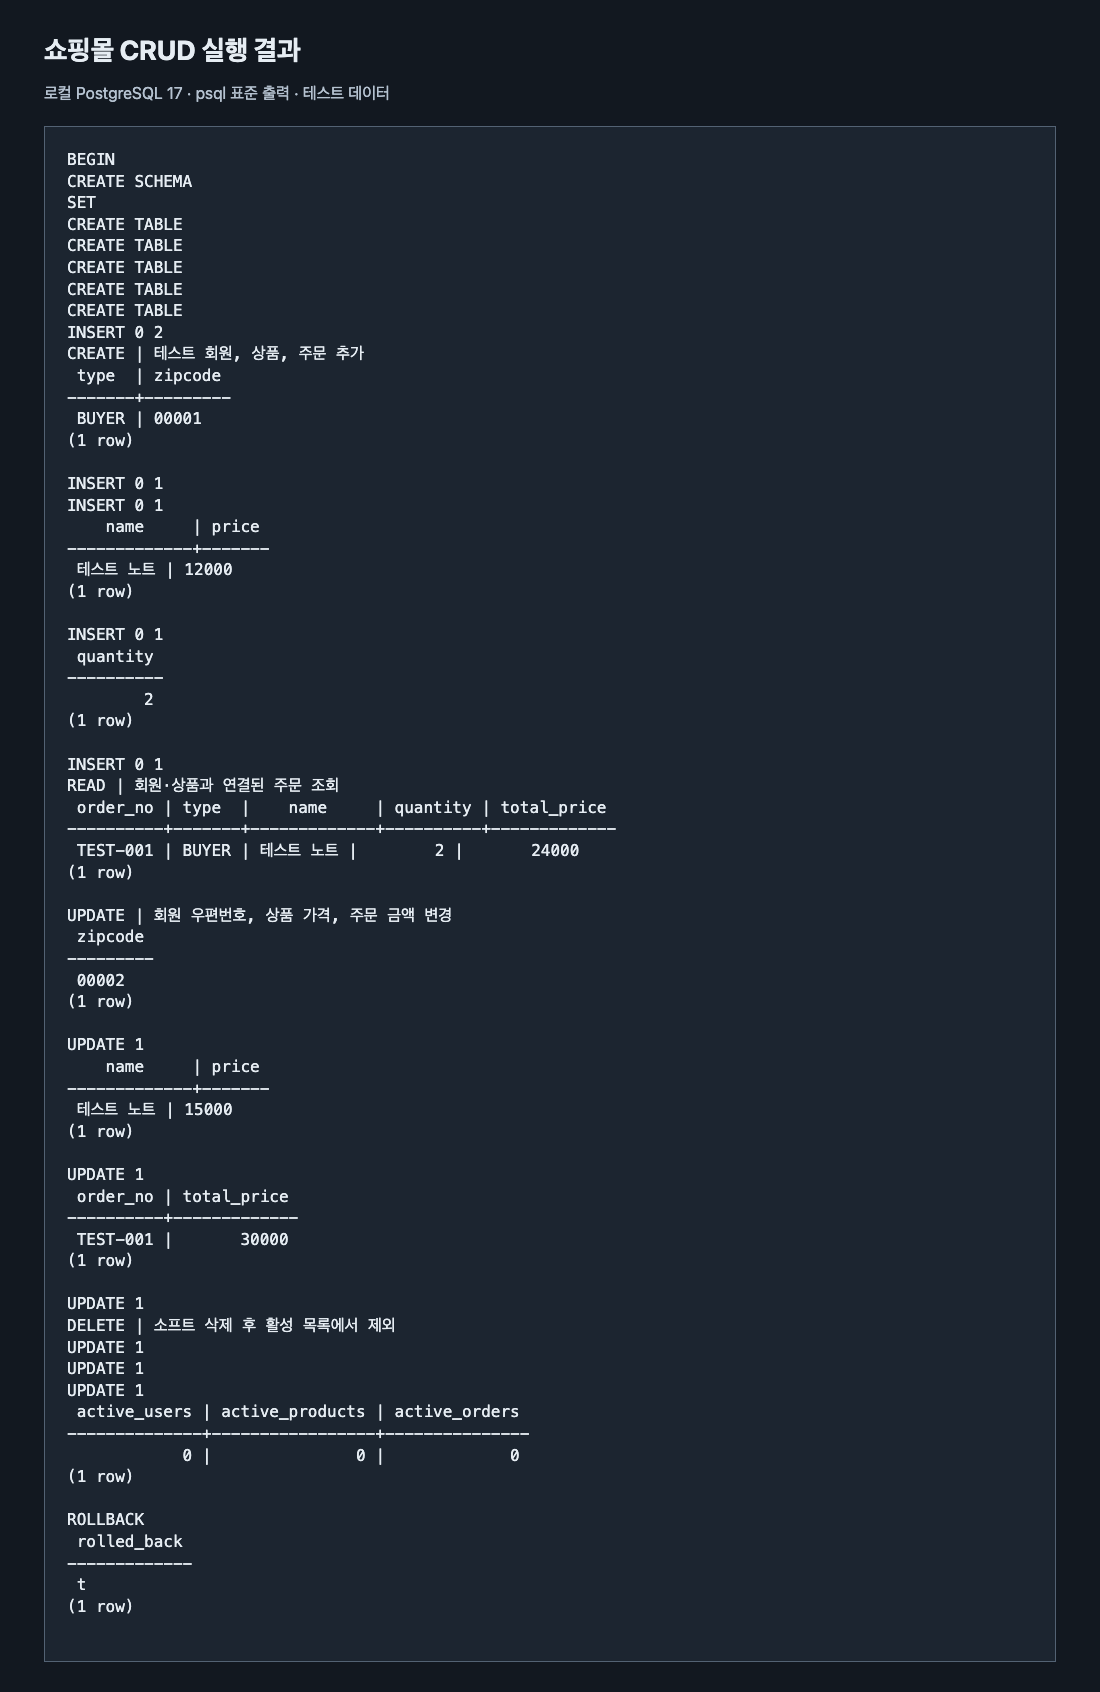 쇼핑몰 CRUD 실행 결과
로컬 PostgreSQL 17 · psql 표준 출력 · 테스트 데이터
BEGIN
CREATE SCHEMA
SET
CREATE TABLE
CREATE TABLE
CREATE TABLE
CREATE TABLE
CREATE TABLE
INSERT 0 2
CREATE | 테스트 회원, 상품, 주문 추가
 type  | zipcode
-------+---------
 BUYER | 00001
(1 row)

INSERT 0 1
INSERT 0 1
    name     | price
-------------+-------
 테스트 노트 | 12000
(1 row)

INSERT 0 1
 quantity
----------
        2
(1 row)

INSERT 0 1
READ | 회원·상품과 연결된 주문 조회
 order_no | type  |    name     | quantity | total_price
----------+-------+-------------+----------+-------------
 TEST-001 | BUYER | 테스트 노트 |        2 |       24000
(1 row)

UPDATE | 회원 우편번호, 상품 가격, 주문 금액 변경
 zipcode
---------
 00002
(1 row)

UPDATE 1
    name     | price
-------------+-------
 테스트 노트 | 15000
(1 row)

UPDATE 1
 order_no | total_price
----------+-------------
 TEST-001 |       30000
(1 row)

UPDATE 1
DELETE | 소프트 삭제 후 활성 목록에서 제외
UPDATE 1
UPDATE 1
UPDATE 1
 active_users | active_products | active_orders
--------------+-----------------+---------------
            0 |               0 |             0
(1 row)

ROLLBACK
 rolled_back
-------------
 t
(1 row)